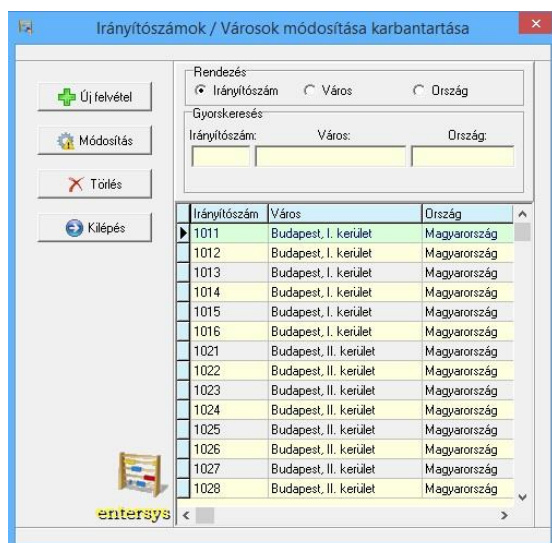 Irányítószámok / Városok módosítása karbantartása
Új felvétel
Módosítás
Törlés
Kilépés
Rendezés
Irányítószám Város Ország
Gyorskeresés
Irányítószám: Város: Ország:
Irányítószám Város Ország
1011 Budapest, I. kerület Magyarország
1012 Budapest, I. kerület Magyarország
1013 Budapest, I. kerület Magyarország
1014 Budapest, I. kerület Magyarország
1015 Budapest, I. kerület Magyarország
1016 Budapest, I. kerület Magyarország
1021 Budapest, II. kerület Magyarország
1022 Budapest, II. kerület Magyarország
1023 Budapest, II. kerület Magyarország
1024 Budapest, II. kerület Magyarország
1025 Budapest, II. kerület Magyarország
1026 Budapest, II. kerület Magyarország
1027 Budapest, II. kerület Magyarország
1028 Budapest, II. kerület Magyarország
entersys